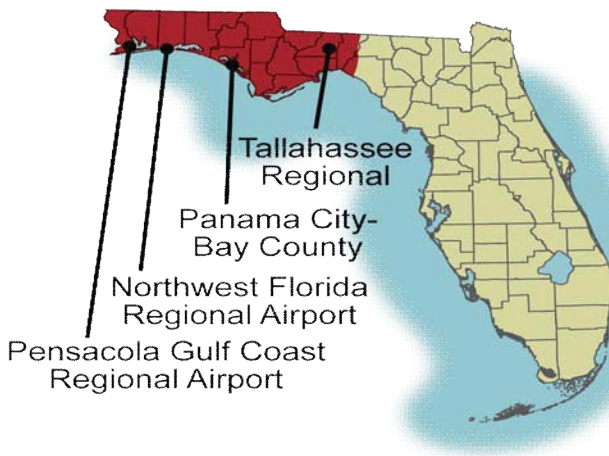 Tallahassee
Regional
Panama City-
Bay County
Northwest Florida
Regional Airport
Pensacola Gulf Coast
Regional Airport